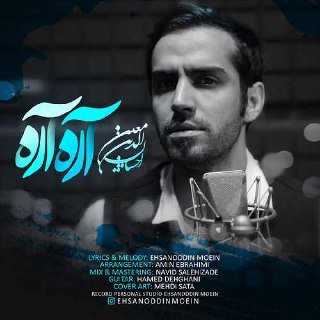 آره آره
احسان الدین معین
LYRICS & MELODY: EHSANODDIN MOEIN
ARRANGEMENT: AMIN EBRAHIMI
MIX & MASTERING: NAVID SALEHIZADE
GUITAR: HAMED DEHGHANI
COVER ART: MEHDI SATA
RECORD PERSONAL STUDIO EHSANODDIN MOEIN
EHSANODDINMOEIN